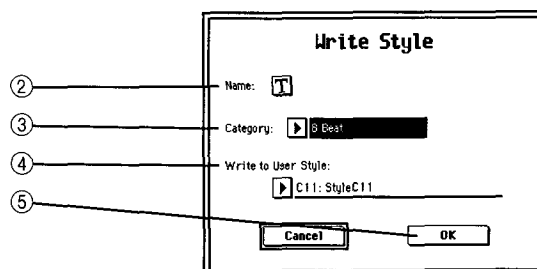 Write Style
② Name: T
③ Category: 8 Beat
④ Write to User Style:
C11: StyleC11
⑤ Cancel OK